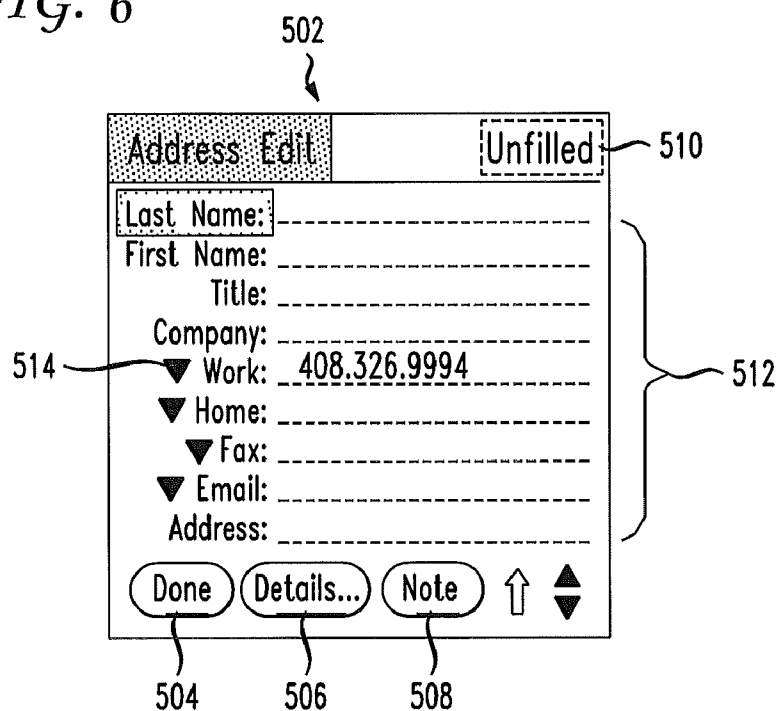 FIG. 6
502
Address Edit Unfilled 510
Last Name:
First Name:
Title:
Company:
514 ▼ Work: 408.326.9994 512
▼ Home:
▼ Fax:
▼ Email:
Address:
Done Details... Note
504 506 508